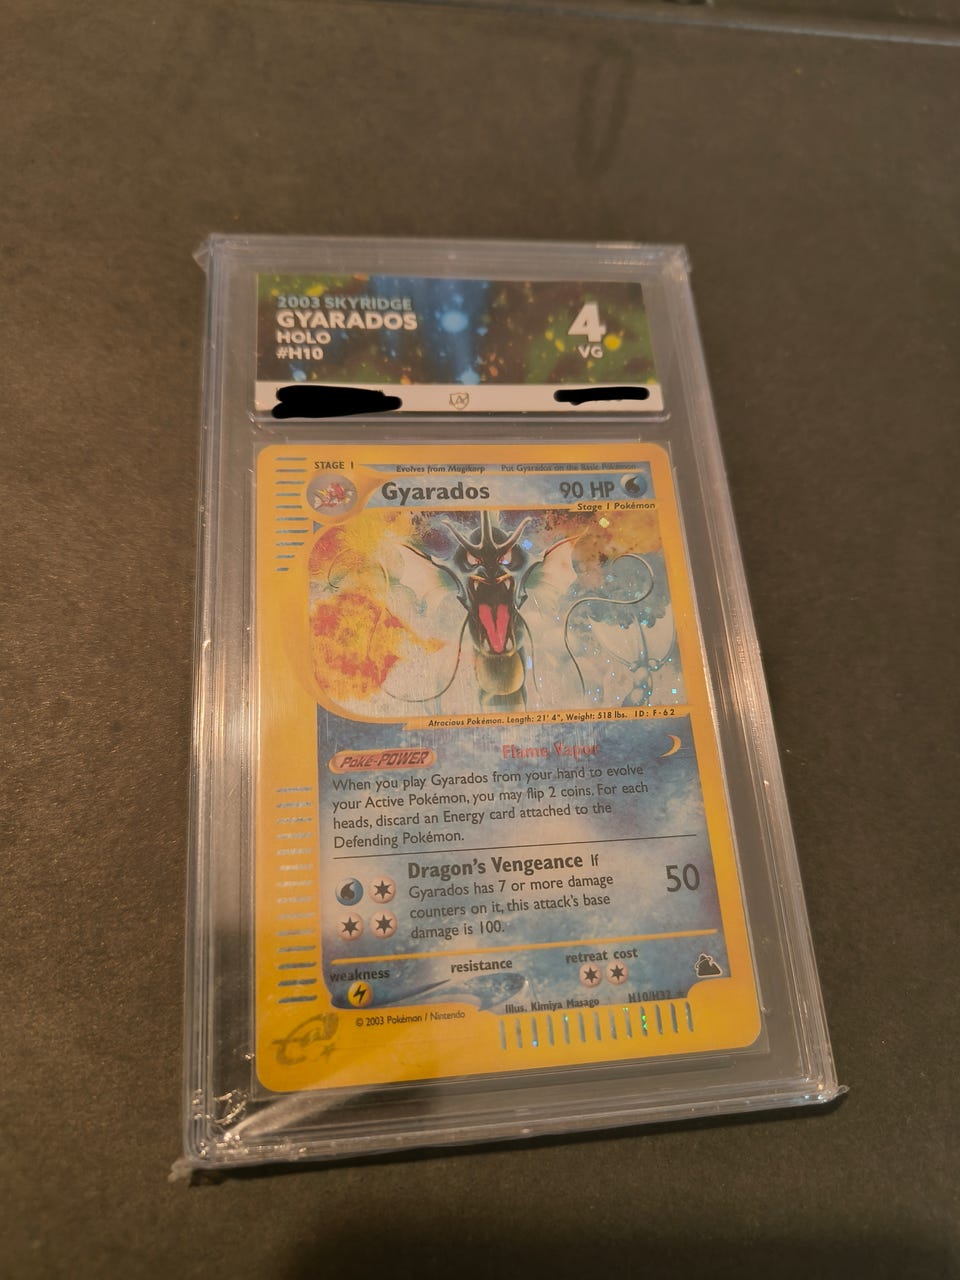 2003 SKYRIDGE
GYARADOS
HOLO
#H10
4
VG
STAGE 1
Evolves from Magikarp
Put Gyarados on the Basic Pokémon
Gyarados
90 HP
Stage 1 Pokémon
Atrocious Pokémon. Length: 21' 4", Weight: 518 lbs. ID: F-62
Poké-POWER
Flame Vapor
When you play Gyarados from your hand to evolve
your Active Pokémon, you may flip 2 coins. For each
heads, discard an Energy card attached to the
Defending Pokémon.
Dragon's Vengeance If
Gyarados has 7 or more damage
counters on it, this attack's base
damage is 100.
50
weakness
resistance
retreat cost
Illus. Kimiya Masago
H10/H32
© 2003 Pokémon / Nintendo